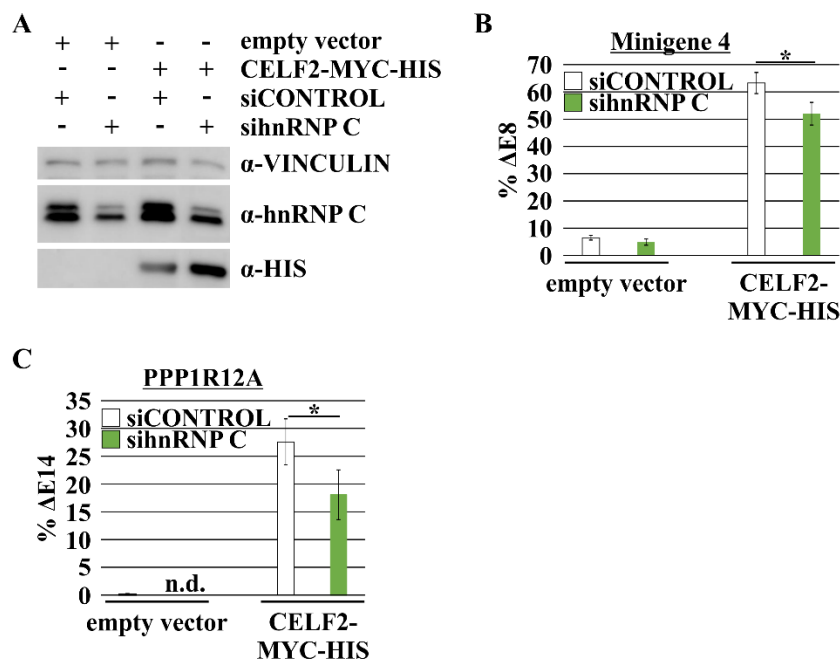 A
+ + - - empty vector
- - + + CELF2-MYC-HIS
+ - + - siCONTROL
- + - + sihnRNP C
α-VINCULIN
α-hnRNP C
α-HIS
B
Minigene 4
siCONTROL
sihnRNP C
*
% ΔE8
70
60
50
40
30
20
10
0
empty vector
CELF2-
MYC-HIS
C
PPP1R12A
siCONTROL
sihnRNP C
*
% ΔE14
35
30
25
20
15
10
5
0
n.d.
empty vector
CELF2-
MYC-HIS